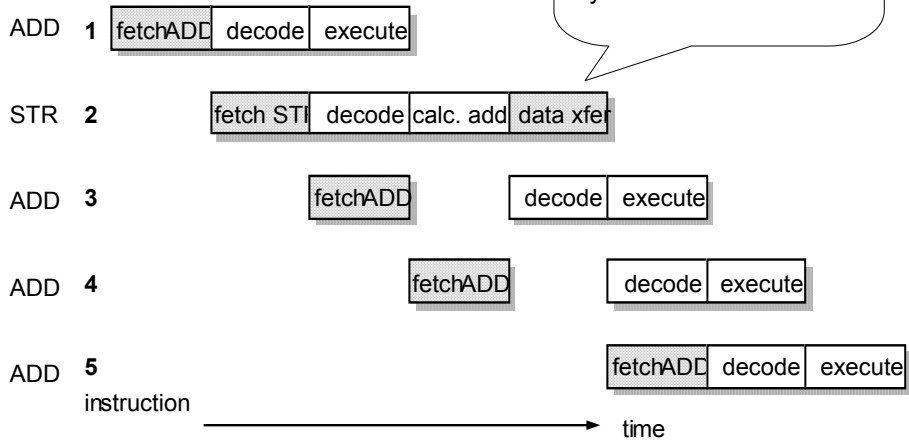 ADD 1 fetchADD decode execute
STR 2 fetch ST decode calc. add data xfer
ADD 3 fetchADD decode execute
ADD 4 fetchADD decode execute
ADD 5 fetchADD decode execute
instruction
time